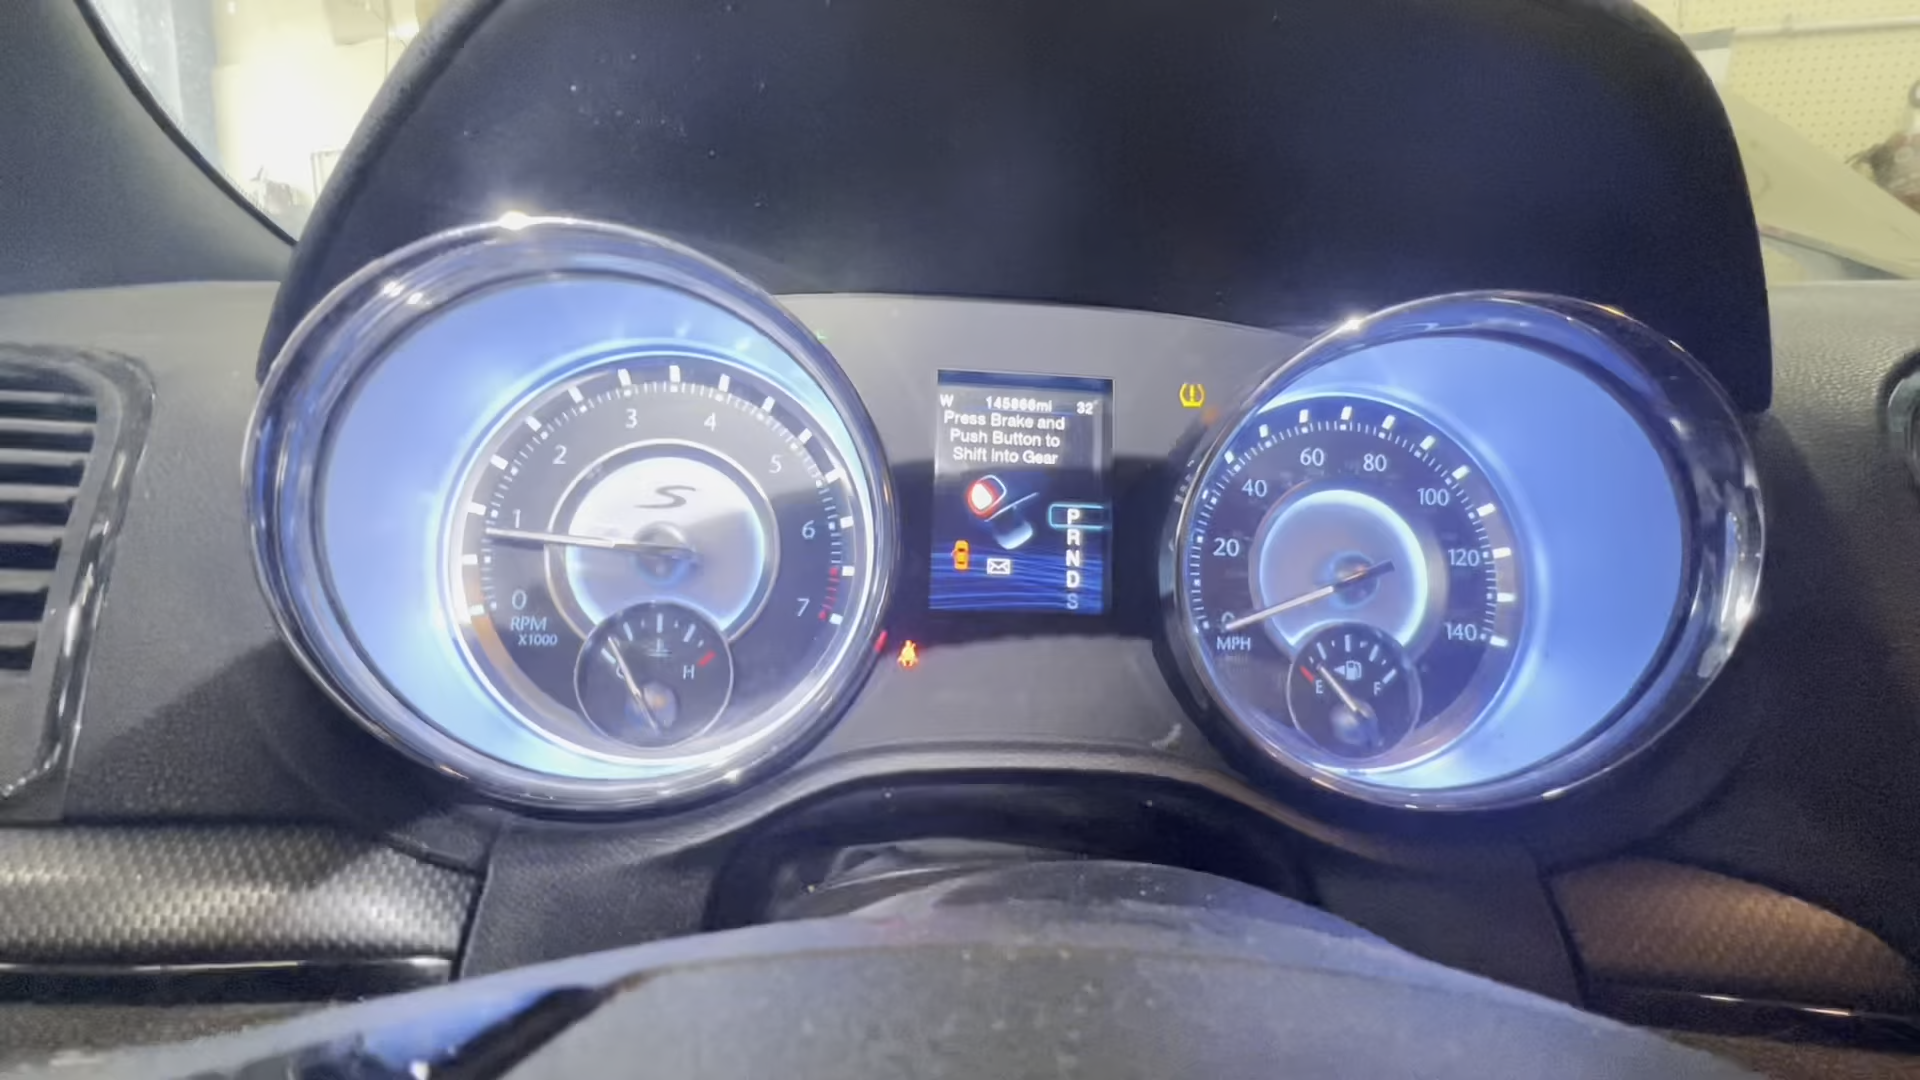 W 145866mi 32°
Press Brake and
Push Button to
Shift Into Gear
P
R
N
D
S
0 1 2 3 4 5 6 7
RPM
X1000
S
C H
0 20 40 60 80 100 120 140
MPH
E F